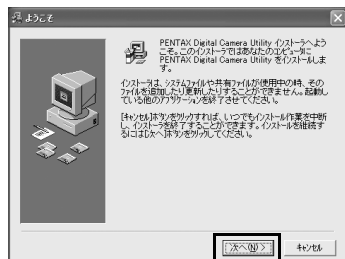 ようこそ
PENTAX Digital Camera Utility インストーラへよう
こそ。このインストーラではあなたのコンピュータに
PENTAX Digital Camera Utility をインストールしま
す。
インストーラは、システムファイルや共有ファイルが使用中の時、その
ファイルを追加したり更新したりすることができません。起動し
ている他のアプリケーションを終了させてください。
[キャンセル]ボタンをクリックすれば、いつでもインストール作業を中断
し、インストーラを終了することができます。インストールを継続す
るには[次へ]ボタンをクリックしてください。
次へ(N) >
キャンセル